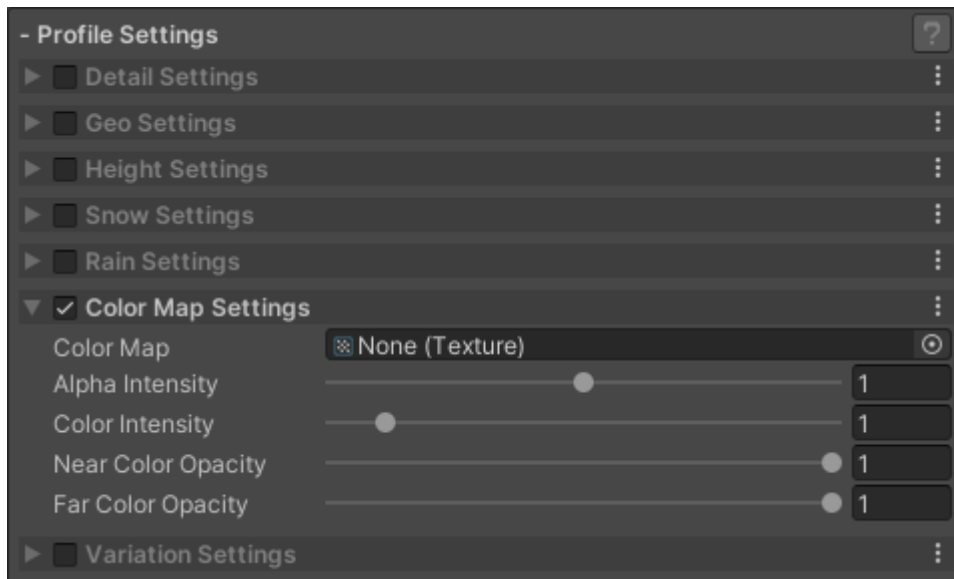 - Profile Settings ?
Detail Settings
Geo Settings
Height Settings
Snow Settings
Rain Settings
Color Map Settings
Color Map None (Texture)
Alpha Intensity 1
Color Intensity 1
Near Color Opacity 1
Far Color Opacity 1
Variation Settings